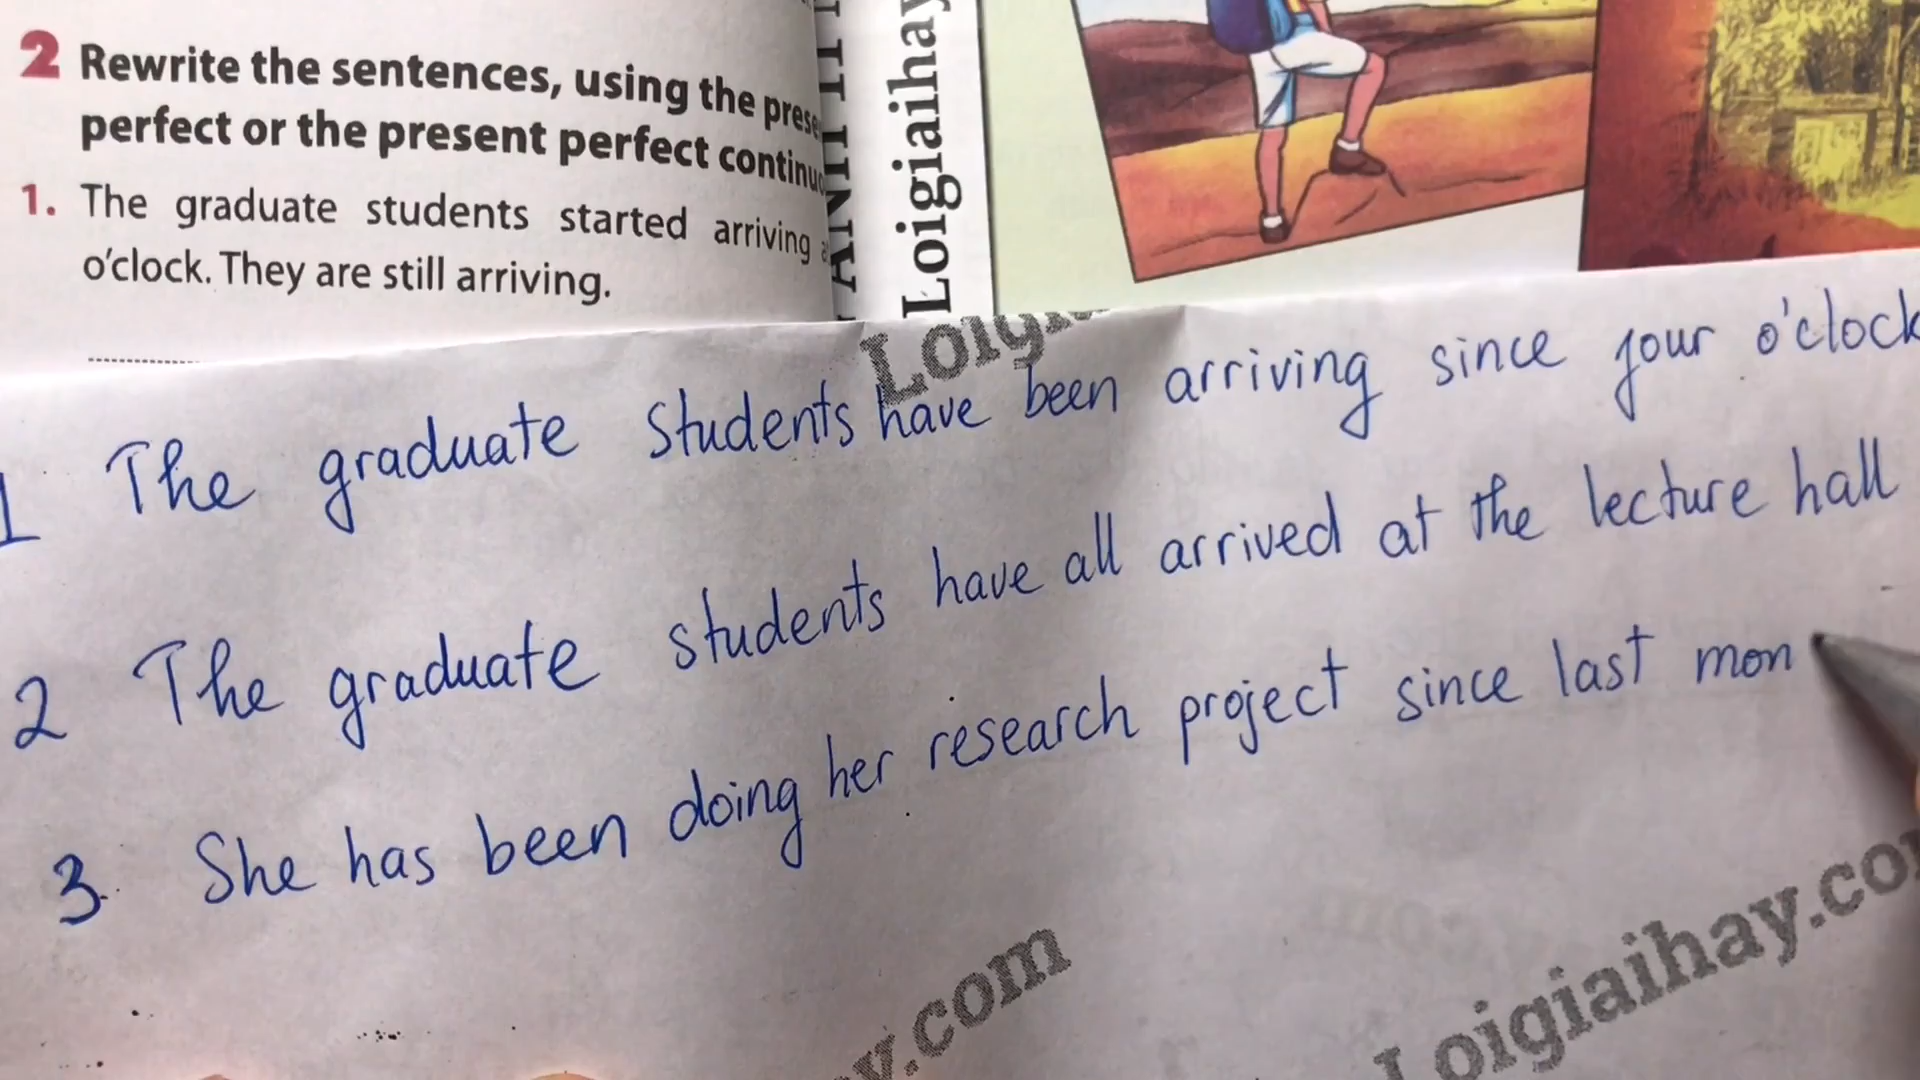 2 Rewrite the sentences, using the prese
perfect or the present perfect continuo
1. The graduate students started arriving a
o'clock. They are still arriving.
Loigiaihay
Loigi
1 The graduate students have been arriving since four o'clock
2 The graduate students have all arrived at the lecture hall
3. She has been doing her research project since last mon
y.com
Loigiaihay.co